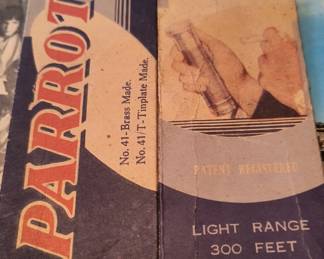 PARROT
No. 41-Brass Made.
No. 41/T-Tinplate Made.
PATENT REGISTERED
LIGHT RANGE
300 FEET